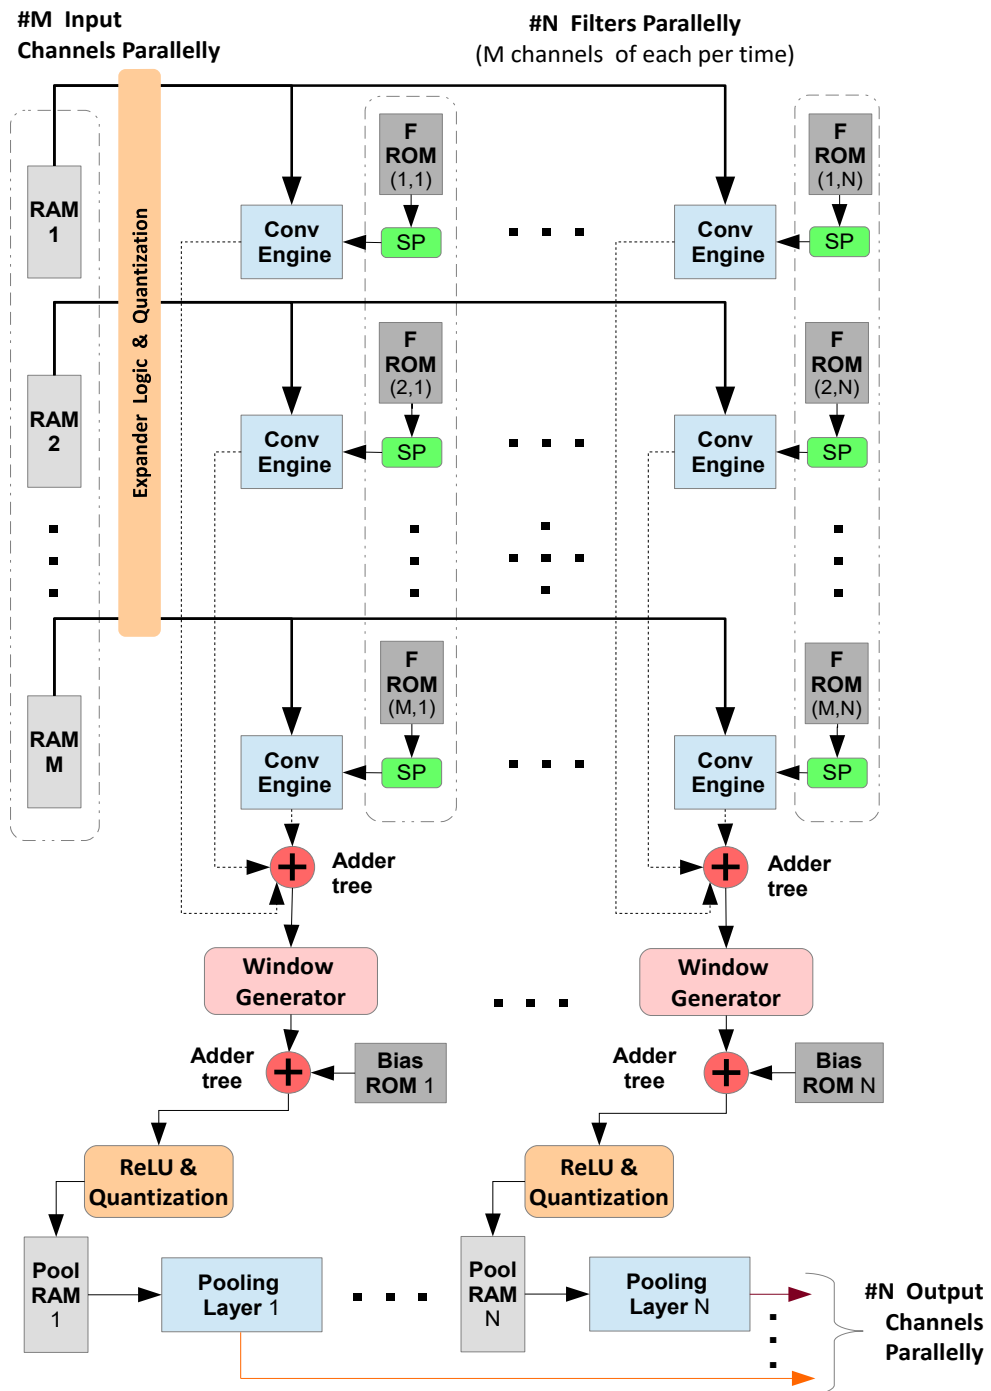 #M Input
Channels Parallelly
#N Filters Parallelly
(M channels of each per time)
Expander Logic & Quantization
RAM
1
F
ROM
(1,1)
SP
Conv
Engine
F
ROM
(1,N)
SP
Conv
Engine
RAM
2
F
ROM
(2,1)
SP
Conv
Engine
F
ROM
(2,N)
SP
Conv
Engine
RAM
M
F
ROM
(M,1)
SP
Conv
Engine
F
ROM
(M,N)
SP
Conv
Engine
Adder
tree
Adder
tree
Window
Generator
Window
Generator
Adder
tree
Bias
ROM 1
Adder
tree
Bias
ROM N
ReLU &
Quantization
ReLU &
Quantization
Pool
RAM
1
Pooling
Layer 1
Pool
RAM
N
Pooling
Layer N
#N Output
Channels
Parallelly